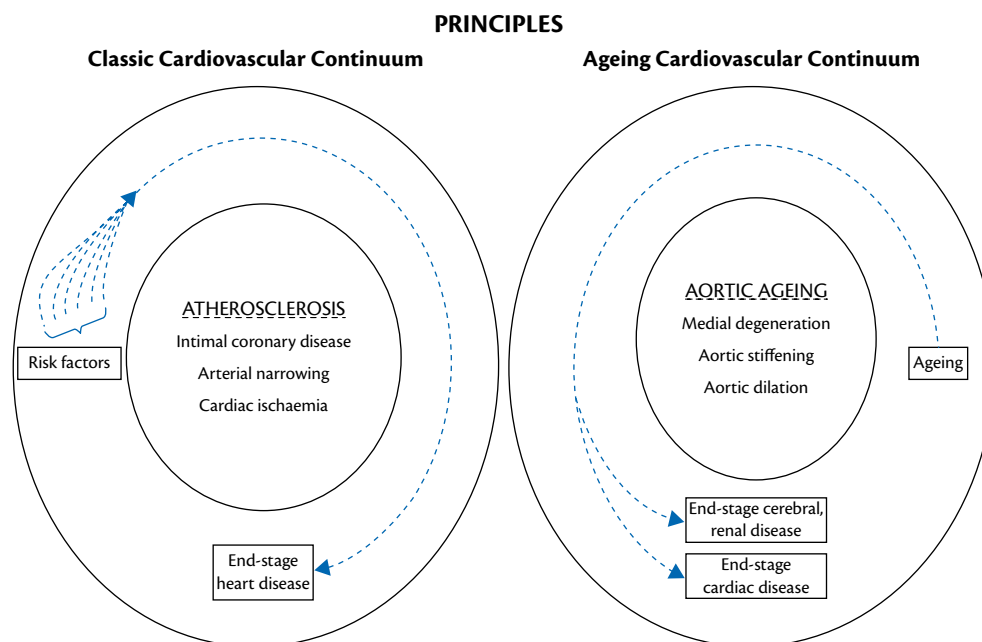 PRINCIPLES
Classic Cardiovascular Continuum
Ageing Cardiovascular Continuum
ATHEROSCLEROSIS
Intimal coronary disease
Arterial narrowing
Cardiac ischaemia
Risk factors
End-stage
heart disease
AORTIC AGEING
Medial degeneration
Aortic stiffening
Aortic dilation
Ageing
End-stage cerebral,
renal disease
End-stage
cardiac disease